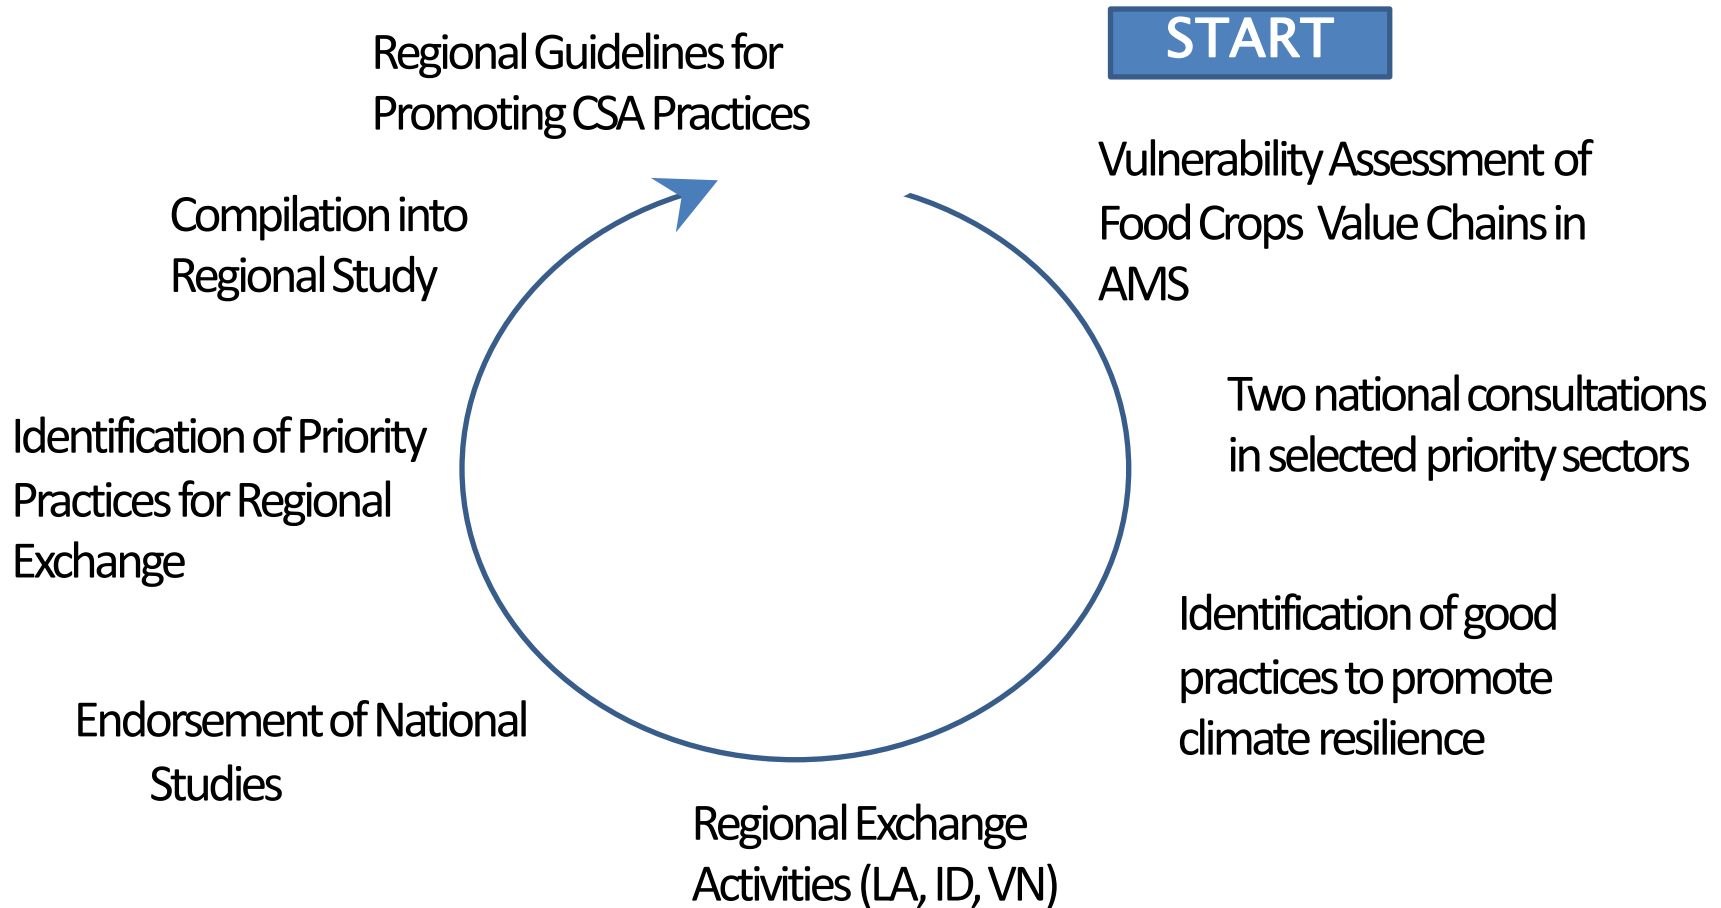 START
Vulnerability Assessment of
Food Crops Value Chains in
AMS
Two national consultations
in selected priority sectors
Identification of good
practices to promote
climate resilience
Regional Exchange
Activities (LA, ID, VN)
Endorsement of National
Studies
Identification of Priority
Practices for Regional
Exchange
Compilation into
Regional Study
Regional Guidelines for
Promoting CSA Practices